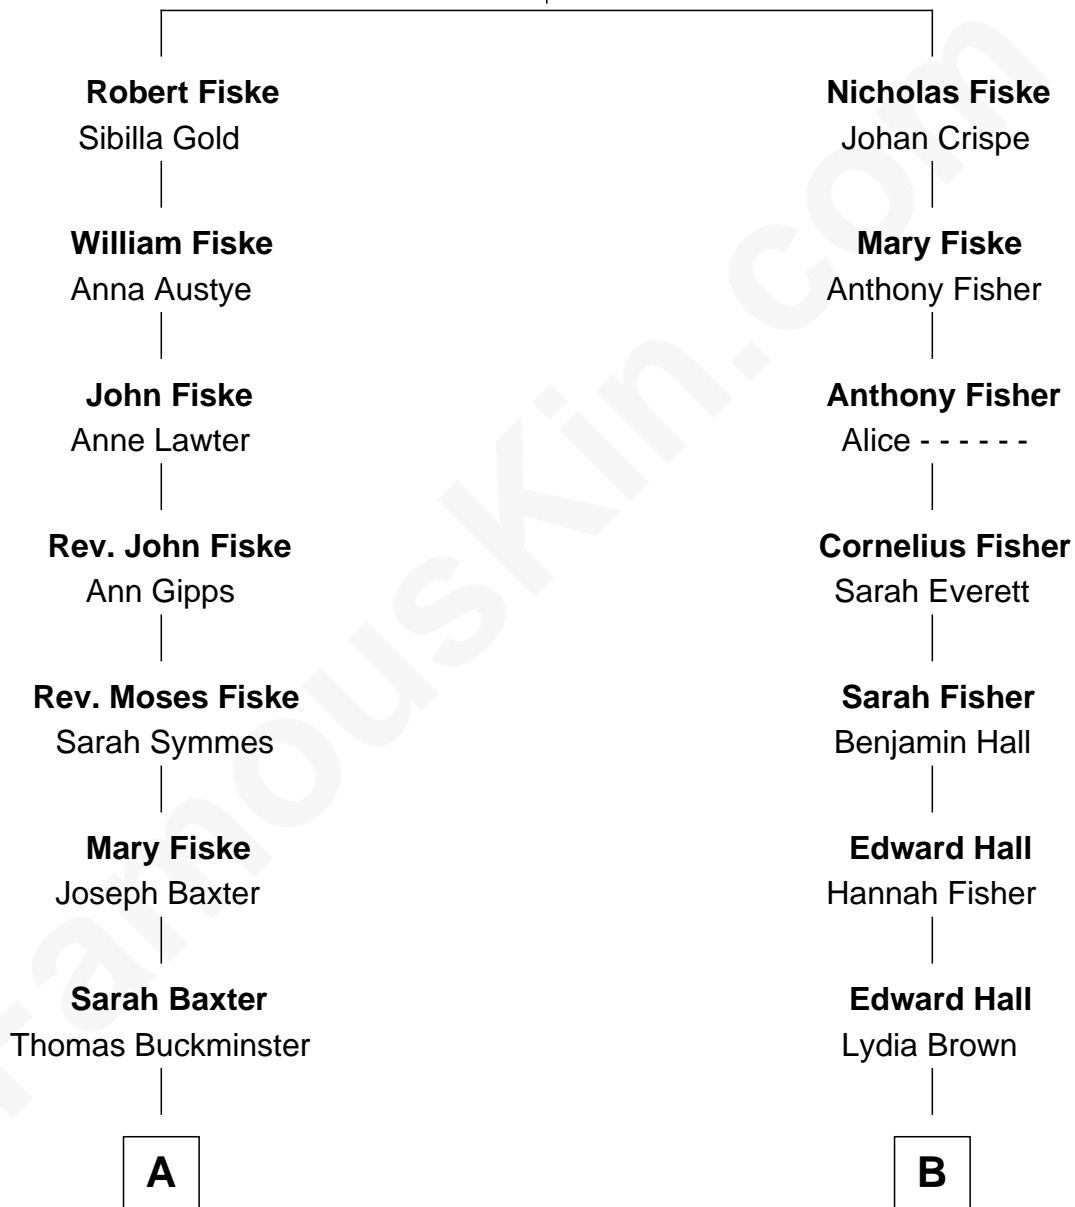 Robert Fiske
Sibilla Gold
William Fiske
Anna Austye
John Fiske
Anne Lawter
Rev. John Fiske
Ann Gipps
Rev. Moses Fiske
Sarah Symmes
Mary Fiske
Joseph Baxter
Sarah Baxter
Thomas Buckminster
A
Nicholas Fiske
Johan Crispe
Mary Fiske
Anthony Fisher
Anthony Fisher
Alice - - - - - -
Cornelius Fisher
Sarah Everett
Sarah Fisher
Benjamin Hall
Edward Hall
Hannah Fisher
Edward Hall
Lydia Brown
B
FamousKin.com